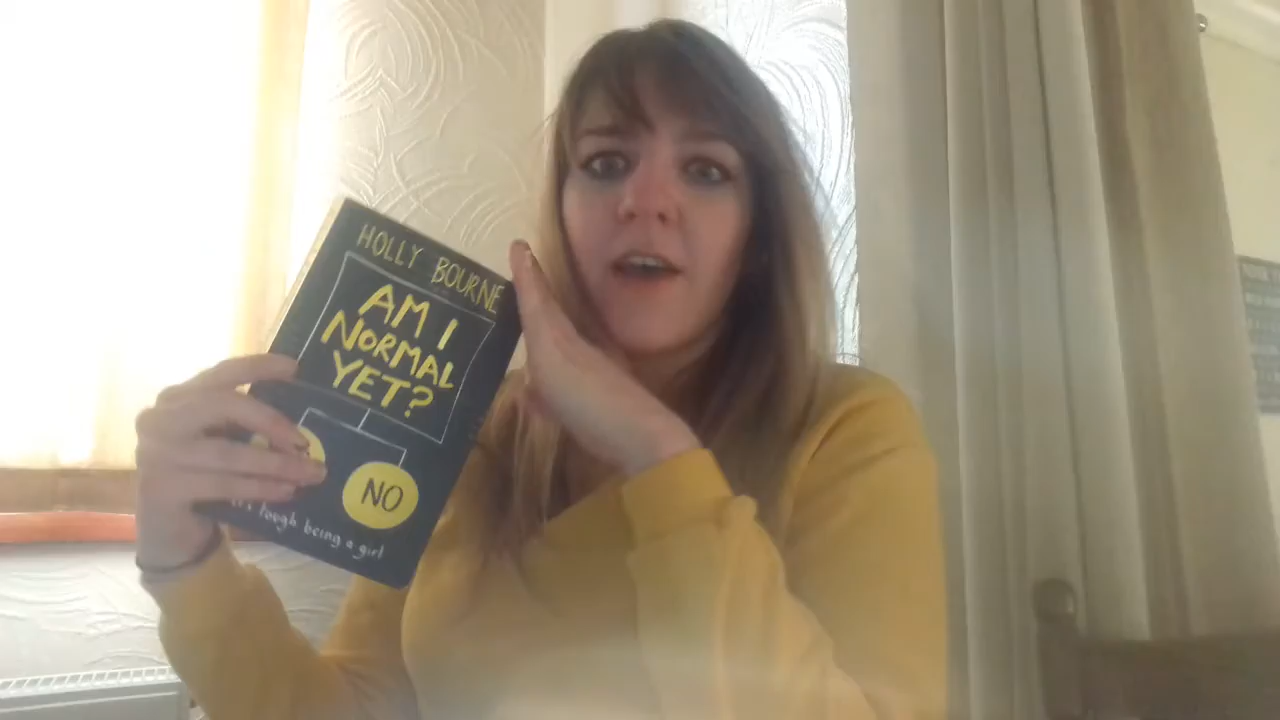 HOLLY BOURNE
AM I
NORMAL
YET?
NO
tough being a girl